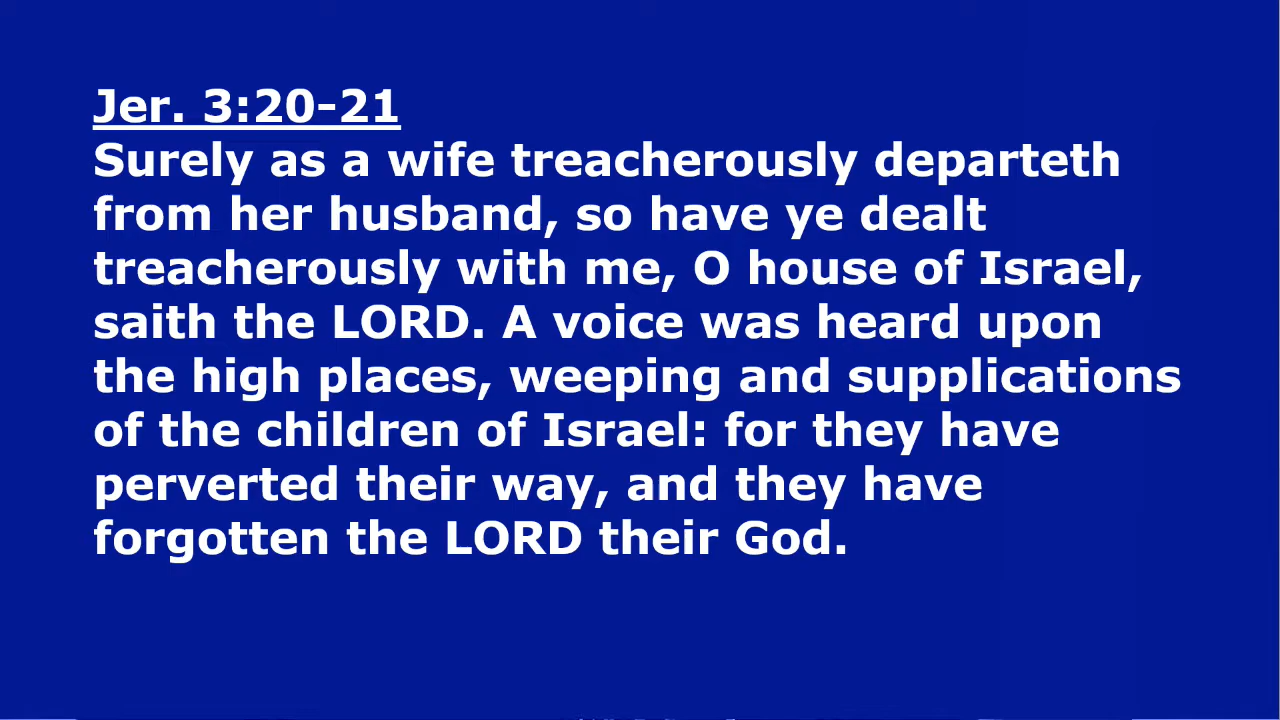 Jer. 3:20-21
Surely as a wife treacherously departeth
from her husband, so have ye dealt
treacherously with me, O house of Israel,
saith the LORD. A voice was heard upon
the high places, weeping and supplications
of the children of Israel: for they have
perverted their way, and they have
forgotten the LORD their God.